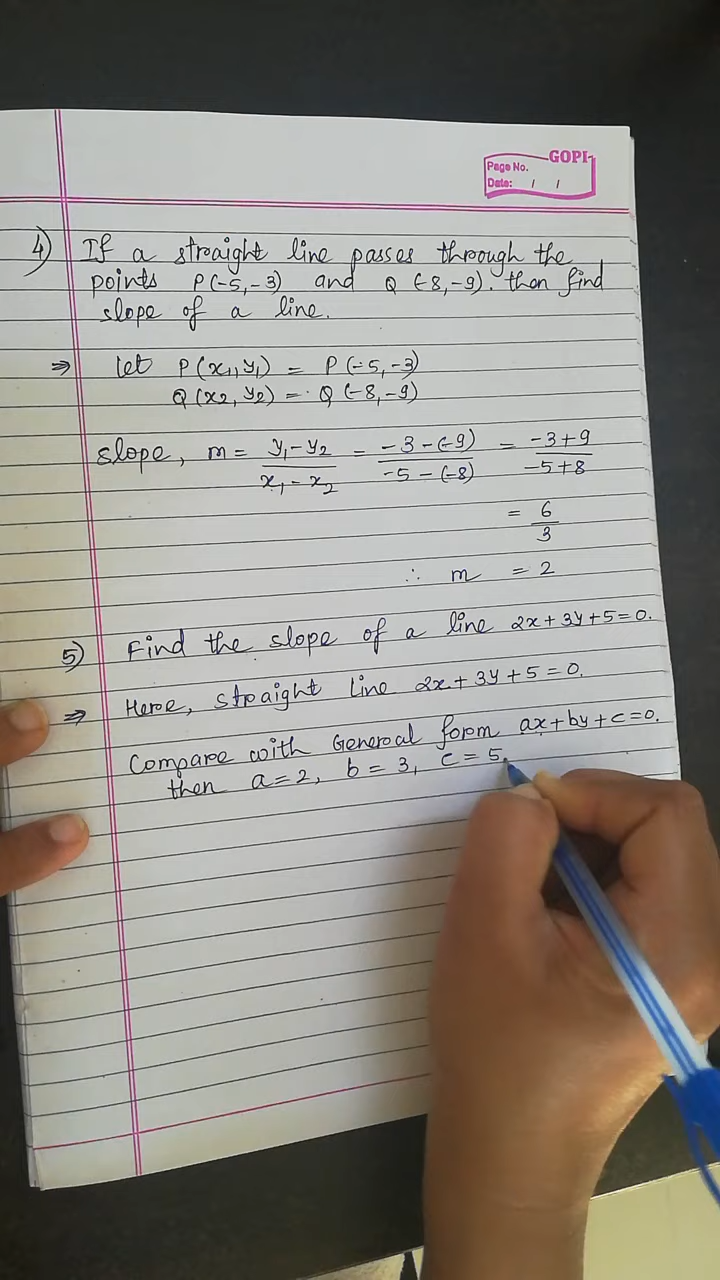 GOPI
Page No.
Date: / /
4) If a straight line passes through the
points P(-5,-3) and Q (-8,-9). then find
slope of a line.
⇒ Let P(x₁,y₁) = P(-5,-3)
Q(x₂,y₂) = Q(-8,-9)
slope, m = y₁-y₂ / x₁-x₂ = -3-(-9) / -5-(-8) = -3+9 / -5+8
= 6/3
∴ m = 2
5) Find the slope of a line 2x+3y+5=0.
⇒ Here, straight line 2x+3y+5=0.
Compare with General form ax+by+c=0.
then a=2, b=3, c=5.